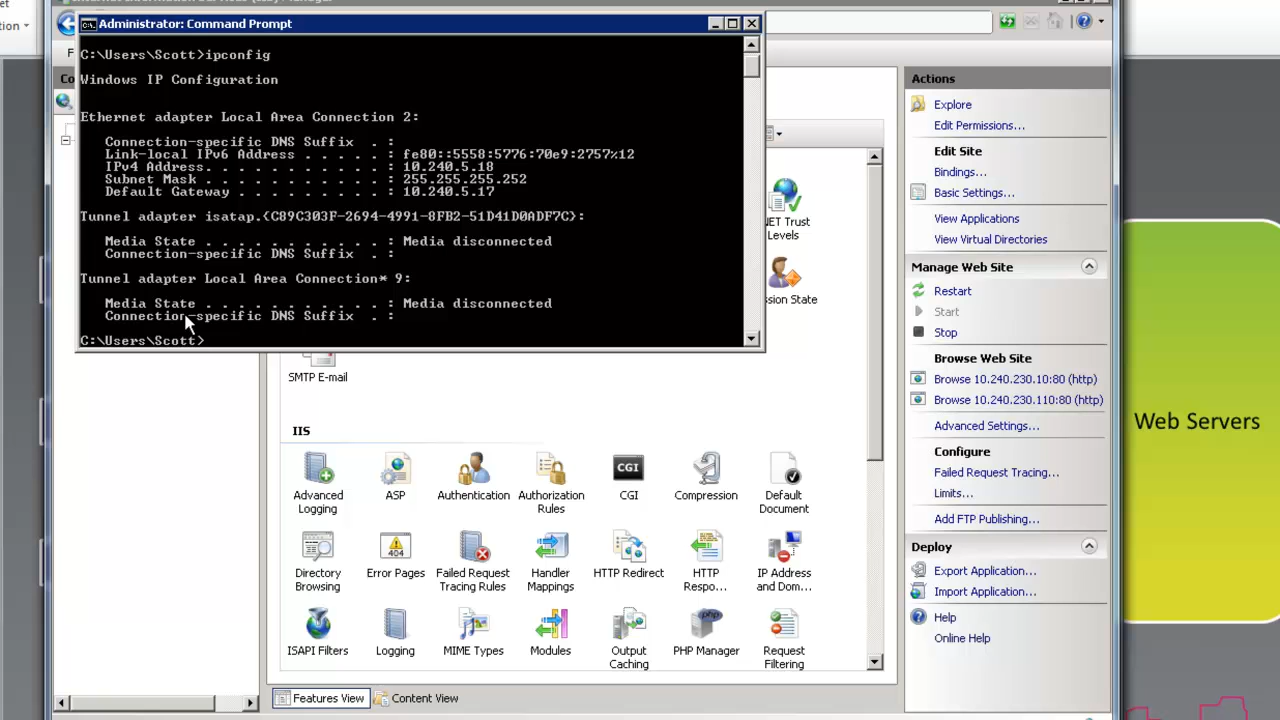 Administrator: Command Prompt
C:\Users\Scott>ipconfig
Windows IP Configuration
Ethernet adapter Local Area Connection 2:
Connection-specific DNS Suffix . :
Link-local IPv6 Address . . . . . : fe80::5558:5776:70e9:2757%12
IPv4 Address. . . . . . . . . . . : 10.240.5.18
Subnet Mask . . . . . . . . . . . : 255.255.255.252
Default Gateway . . . . . . . . . : 10.240.5.17
Tunnel adapter isatap.{C89C303F-2694-4991-8FB2-51D41D0ADF7C}:
Media State . . . . . . . . . . . : Media disconnected
Connection-specific DNS Suffix . :
Tunnel adapter Local Area Connection* 9:
Media State . . . . . . . . . . . : Media disconnected
Connection-specific DNS Suffix . :
C:\Users\Scott>
SMTP E-mail
IIS
Advanced Logging
ASP
Authentication
Authorization Rules
CGI
CGI
Compression
Default Document
Directory Browsing
404
Error Pages
Failed Request Tracing Rules
Handler Mappings
HTTP Redirect
HTTP Respo...
IP Address and Dom...
ISAPI Filters
Logging
MIME Types
Modules
Output Caching
php
PHP Manager
Request Filtering
Features View
Content View
Levels
Actions
Explore
Edit Permissions...
Edit Site
Bindings...
Basic Settings...
View Applications
View Virtual Directories
Manage Web Site
Restart
Start
Stop
Browse Web Site
Browse 10.240.230.10:80 (http)
Browse 10.240.230.110:80 (http)
Advanced Settings...
Configure
Failed Request Tracing...
Limits...
Add FTP Publishing...
Deploy
Export Application...
Import Application...
Help
Online Help
Web Servers